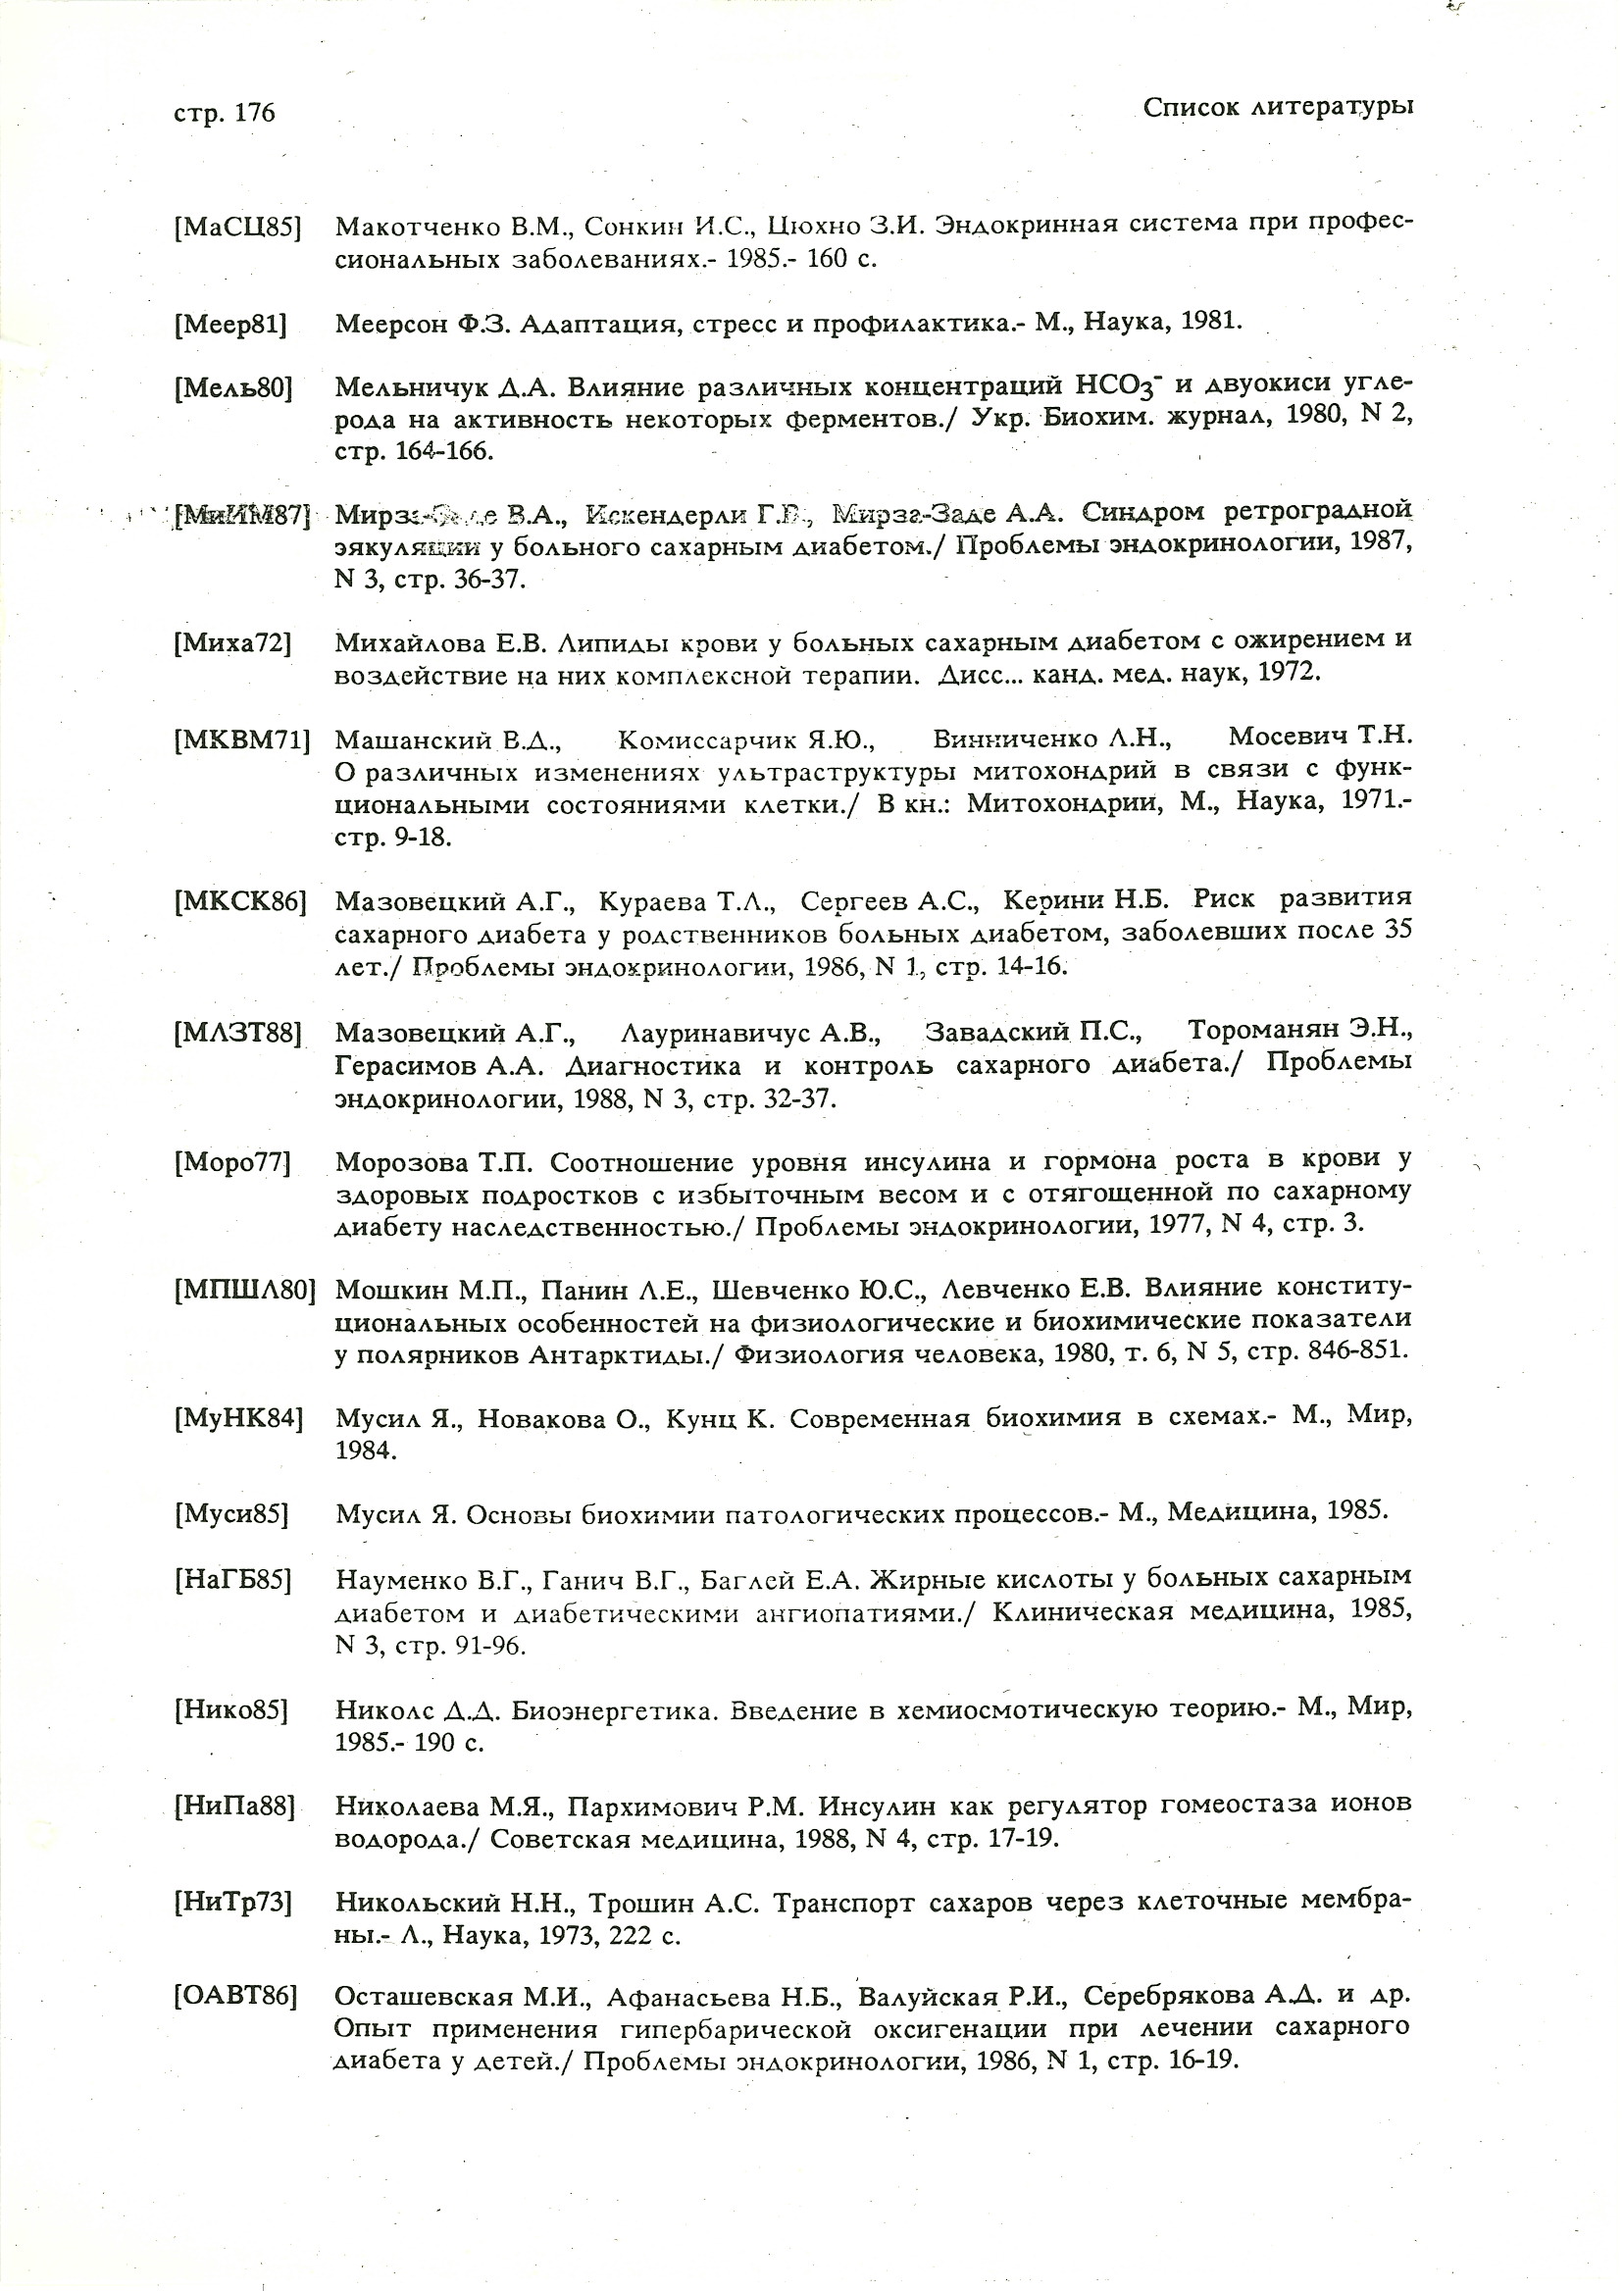 стр. 176
Список литературы
[МаСЦ85] Макотченко В.М., Сонкин И.С., Цюхно З.И. Эндокринная система при профес-
сиональных заболеваниях.- 1985.- 160 с.
[Меер81] Меерсон Ф.З. Адаптация, стресс и профилактика.- М., Наука, 1981.
[Мель80] Мельничук Д.А. Влияние различных концентраций HCO₃⁻ и двуокиси угле-
рода на активность некоторых ферментов./ Укр. Биохим. журнал, 1980, N 2,
стр. 164-166.
[МиИМ87] Мирза-Заде В.А., Искендерли Г.В., Мирза-Заде А.А. Синдром ретроградной
эякуляции у больного сахарным диабетом./ Проблемы эндокринологии, 1987,
N 3, стр. 36-37.
[Миха72] Михайлова Е.В. Липиды крови у больных сахарным диабетом с ожирением и
воздействие на них комплексной терапии. Дисс... канд. мед. наук, 1972.
[МКВМ71] Машанский В.Д., Комиссарчик Я.Ю., Винниченко Л.Н., Мосевич Т.Н.
О различных изменениях ультраструктуры митохондрий в связи с функ-
циональными состояниями клетки./ В кн.: Митохондрии, М., Наука, 1971.-
стр. 9-18.
[МКСК86] Мазовецкий А.Г., Кураева Т.Л., Сергеев А.С., Керини Н.Б. Риск развития
сахарного диабета у родственников больных диабетом, заболевших после 35
лет./ Проблемы эндокринологии, 1986, N 1, стр. 14-16.
[МЛЗТ88] Мазовецкий А.Г., Лауринавичус А.В., Завадский П.С., Тороманян Э.Н.,
Герасимов А.А. Диагностика и контроль сахарного диабета./ Проблемы
эндокринологии, 1988, N 3, стр. 32-37.
[Моро77] Морозова Т.П. Соотношение уровня инсулина и гормона роста в крови у
здоровых подростков с избыточным весом и с отягощенной по сахарному
диабету наследственностью./ Проблемы эндокринологии, 1977, N 4, стр. 3.
[МПШЛ80] Мошкин М.П., Панин Л.Е., Шевченко Ю.С., Левченко Е.В. Влияние конститу-
циональных особенностей на физиологические и биохимические показатели
у полярников Антарктиды./ Физиология человека, 1980, т. 6, N 5, стр. 846-851.
[МуНК84] Мусил Я., Новакова О., Кунц К. Современная биохимия в схемах.- М., Мир,
1984.
[Муси85] Мусил Я. Основы биохимии патологических процессов.- М., Медицина, 1985.
[НаГБ85] Науменко В.Г., Ганич В.Г., Баглей Е.А. Жирные кислоты у больных сахарным
диабетом и диабетическими ангиопатиями./ Клиническая медицина, 1985,
N 3, стр. 91-96.
[Нико85] Николс Д.Д. Биоэнергетика. Введение в хемиосмотическую теорию.- М., Мир,
1985.- 190 с.
[НиПа88] Николаева М.Я., Пархимович Р.М. Инсулин как регулятор гомеостаза ионов
водорода./ Советская медицина, 1988, N 4, стр. 17-19.
[НиТр73] Никольский Н.Н., Трошин А.С. Транспорт сахаров через клеточные мембра-
ны.- Л., Наука, 1973, 222 с.
[ОАВТ86] Осташевская М.И., Афанасьева Н.Б., Валуйская Р.И., Серебрякова А.Д. и др.
Опыт применения гипербарической оксигенации при лечении сахарного
диабета у детей./ Проблемы эндокринологии, 1986, N 1, стр. 16-19.